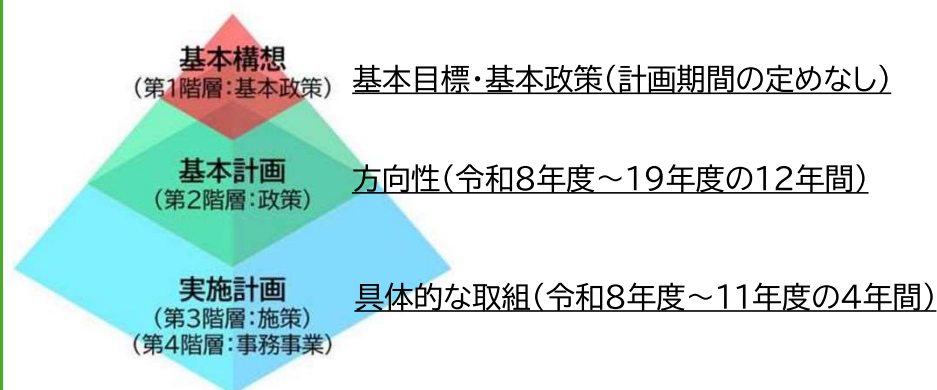 基本構想
(第1階層:基本政策)
基本目標・基本政策(計画期間の定めなし)
基本計画
(第2階層:政策)
方向性(令和8年度～19年度の12年間)
実施計画
(第3階層:施策)
(第4階層:事務事業)
具体的な取組(令和8年度～11年度の4年間)